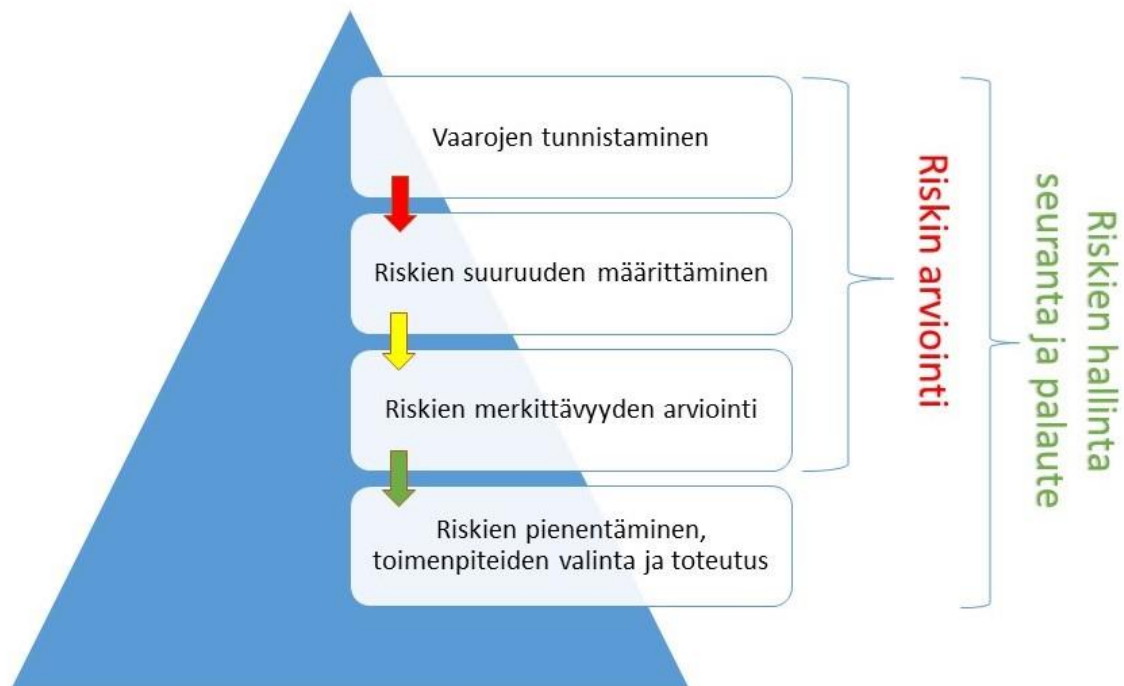 Vaarojen tunnistaminen
Riskien suuruuden määrittäminen
Riskien merkittävyyden arviointi
Riskien pienentäminen,
toimenpiteiden valinta ja toteutus
Riskin arviointi
Riskien hallinta
seuranta ja palaute